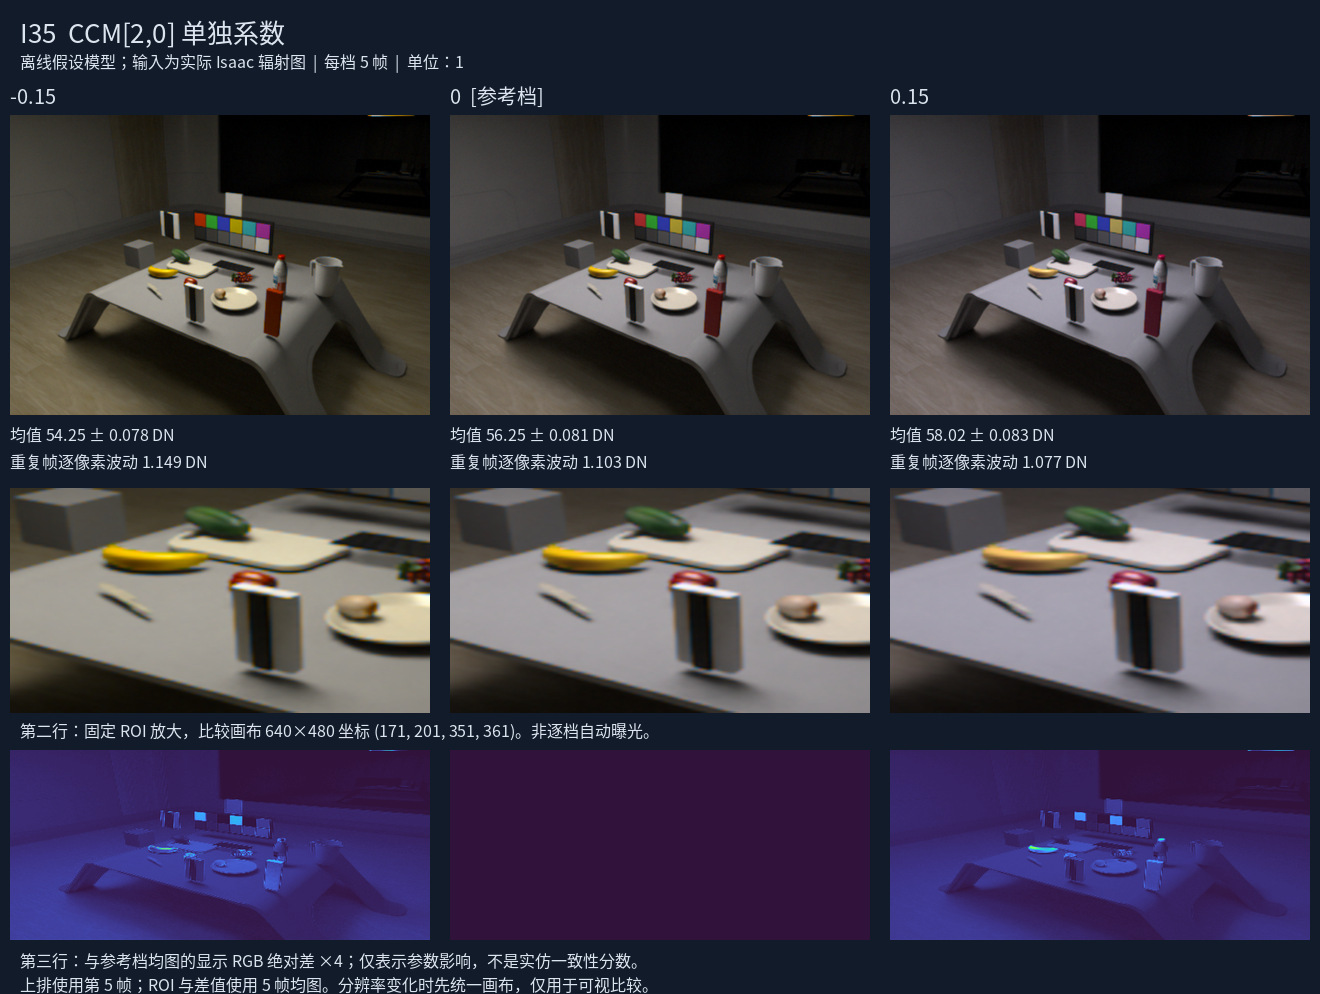 I35 CCM[2,0] 单独系数
离线假设模型；输入为实际 Isaac 辐射图 | 每档 5 帧 | 单位：1
-0.15
0 [参考档]
0.15
均值 54.25 ± 0.078 DN
重复帧逐像素波动 1.149 DN
均值 56.25 ± 0.081 DN
重复帧逐像素波动 1.103 DN
均值 58.02 ± 0.083 DN
重复帧逐像素波动 1.077 DN
第二行：固定 ROI 放大，比较画布 640×480 坐标 (171, 201, 351, 361)。非逐档自动曝光。
第三行：与参考档均图的显示 RGB 绝对差 ×4；仅表示参数影响，不是实仿一致性分数。
上排使用第 5 帧；ROI 与差值使用 5 帧均图。分辨率变化时先统一画布，仅用于可视比较。